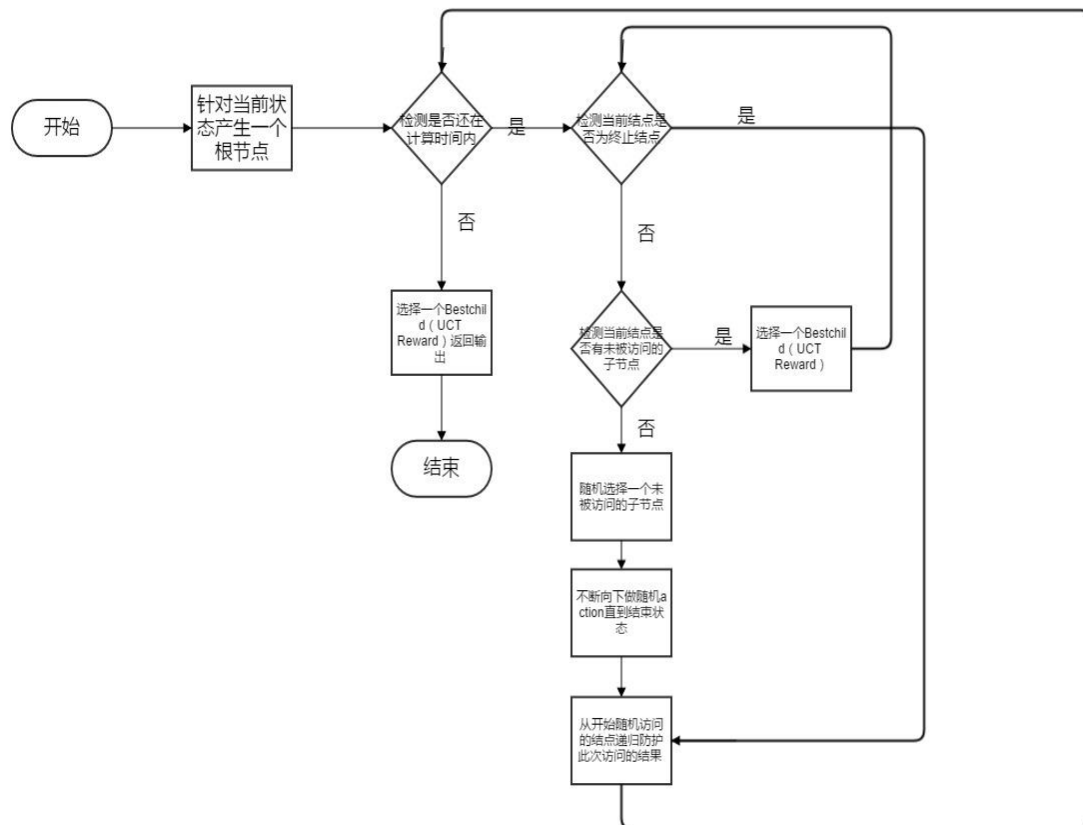 开始
针对当前状
态产生一个
根节点
检测是否还在
计算时间内
是
检测当前结点是
否为终止结点
是
否
否
选择一个Bestchi
ld（UCT
Reward）返回输
出
检测当前结点是
否有未被访问的
子节点
是
选择一个Bestchil
d（UCT
Reward）
结束
否
随机选择一个未
被访问的子节点
不断向下做随机a
ction直到结束状
态
从开始随机访问
的结点递归防护
此次访问的结果